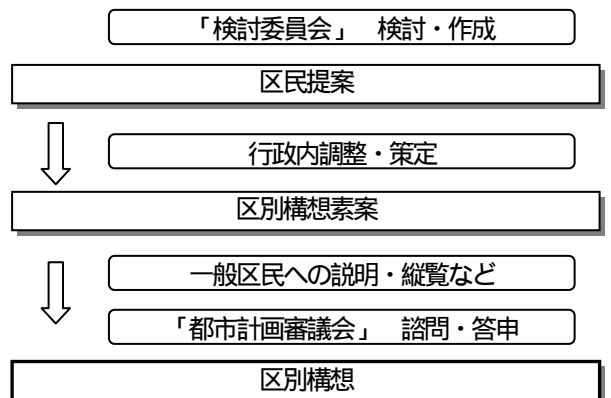 「検討委員会」　検討・作成
区民提案
行政内調整・策定
区別構想素案
一般区民への説明・縦覧など
「都市計画審議会」　諮問・答申
区別構想